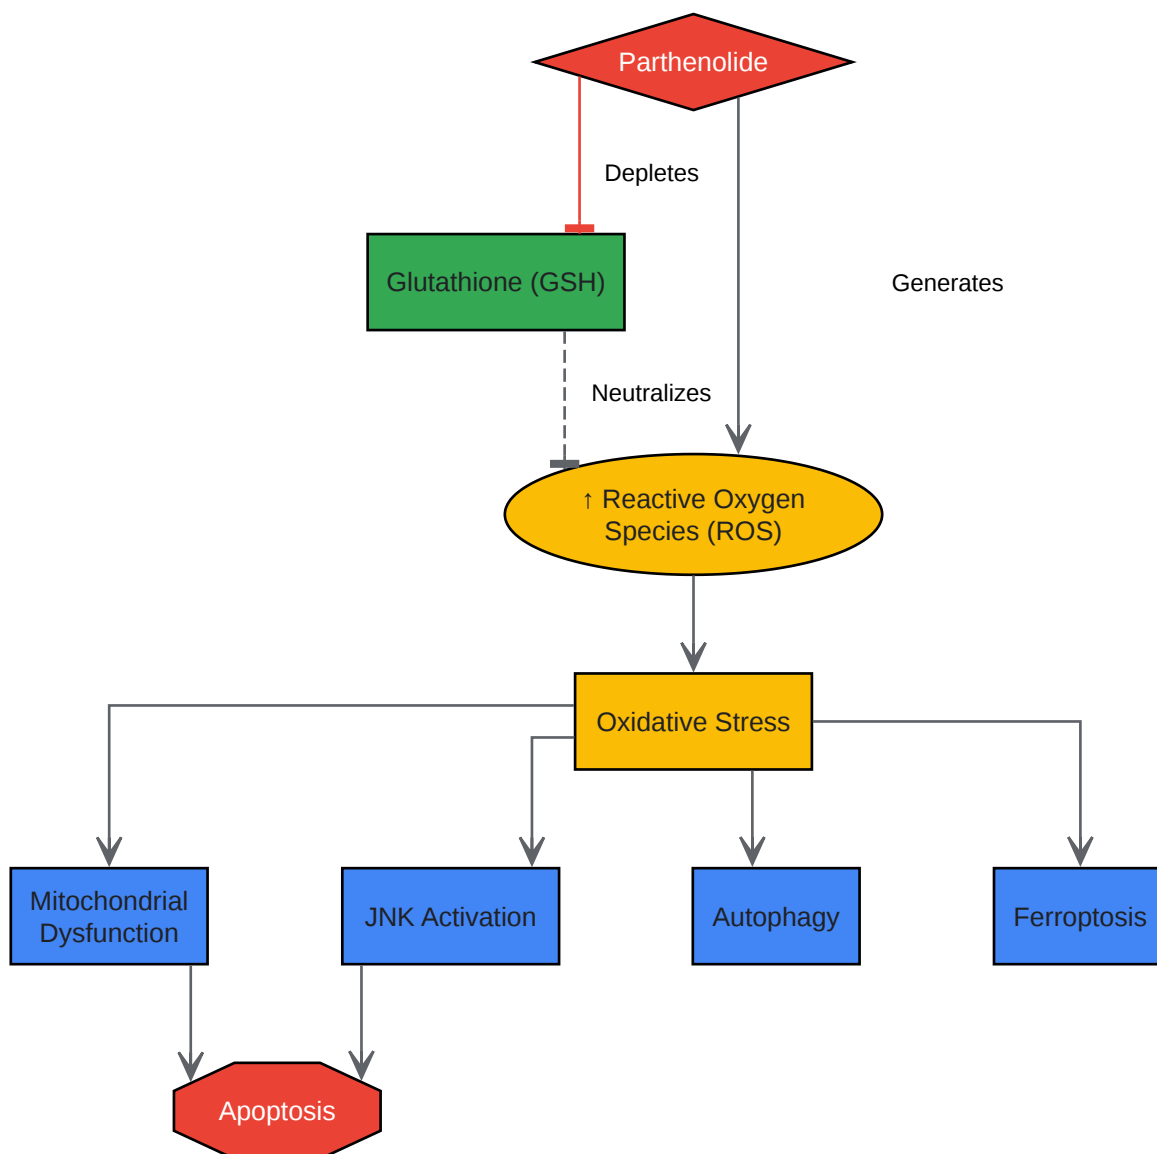 Parthenolide
Depletes
Glutathione (GSH)
Generates
Neutralizes
↑ Reactive Oxygen
Species (ROS)
Oxidative Stress
Mitochondrial
Dysfunction
JNK Activation
Autophagy
Ferroptosis
Apoptosis